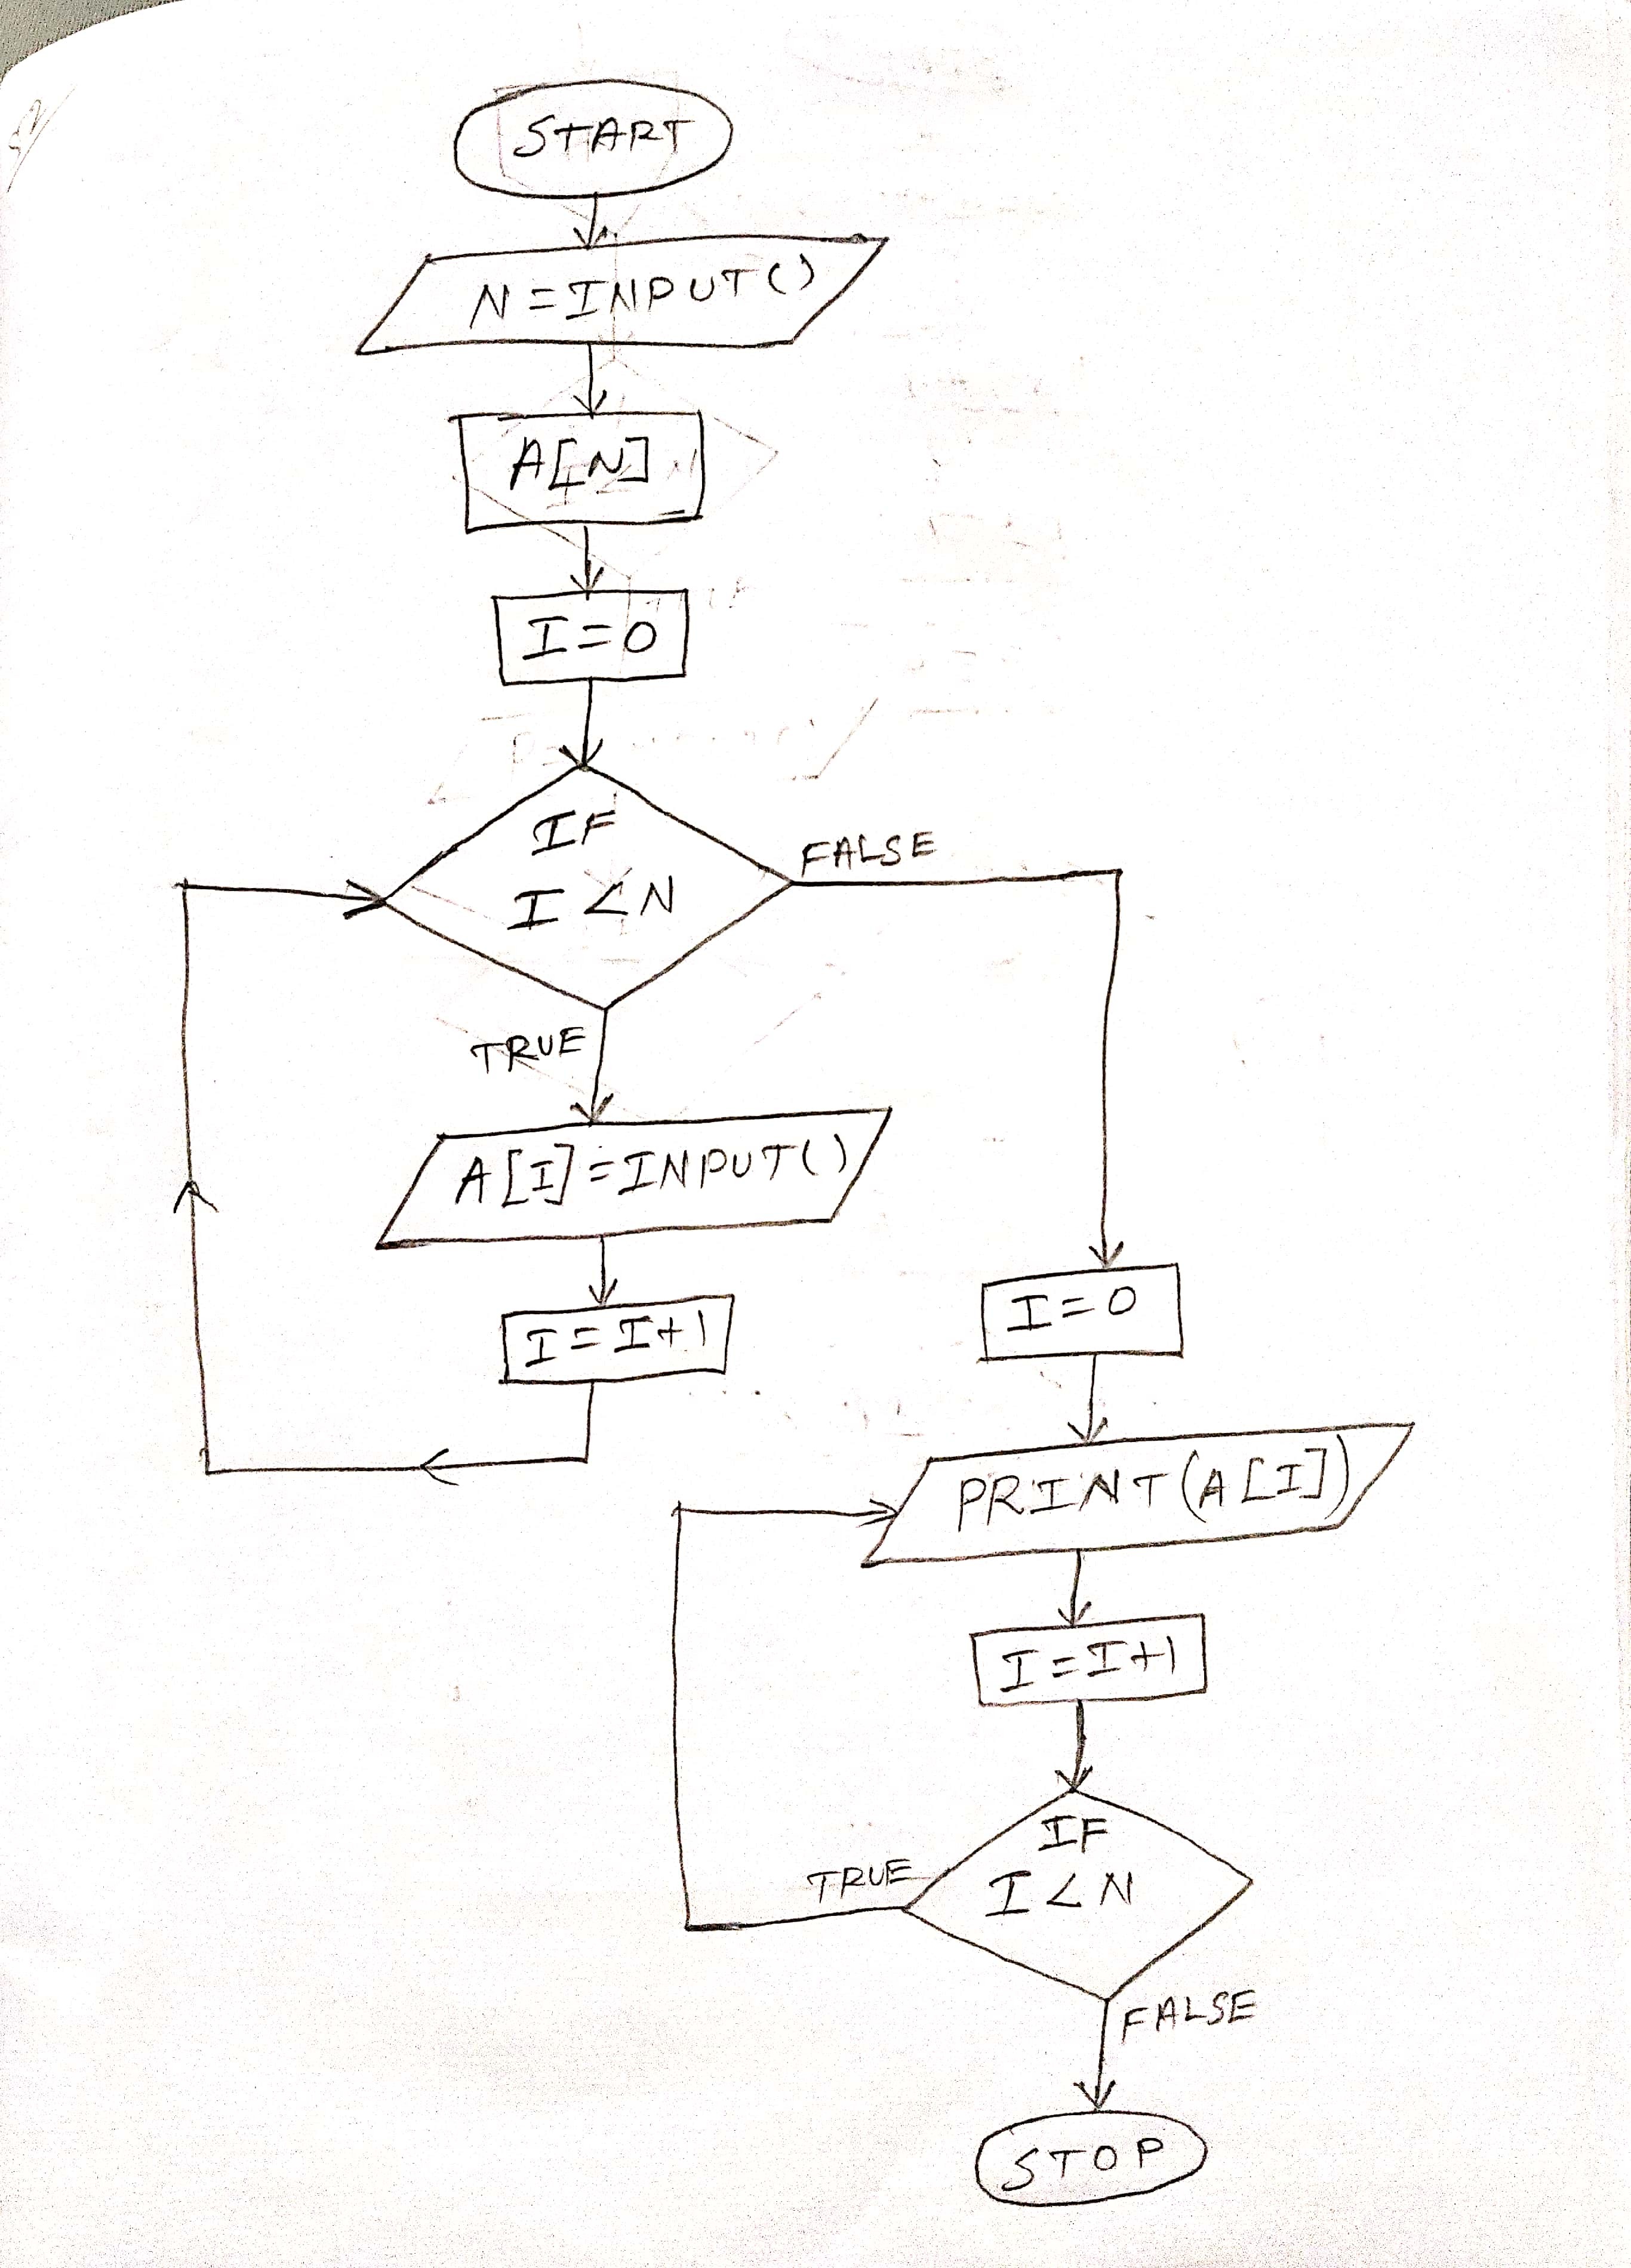 START
N=INPUT()
A[N]
I=0
IF
I<N
FALSE
TRUE
A[I]=INPUT()
I=I+1
I=0
PRINT(A[I])
I=I+1
IF
I<N
TRUE
FALSE
STOP